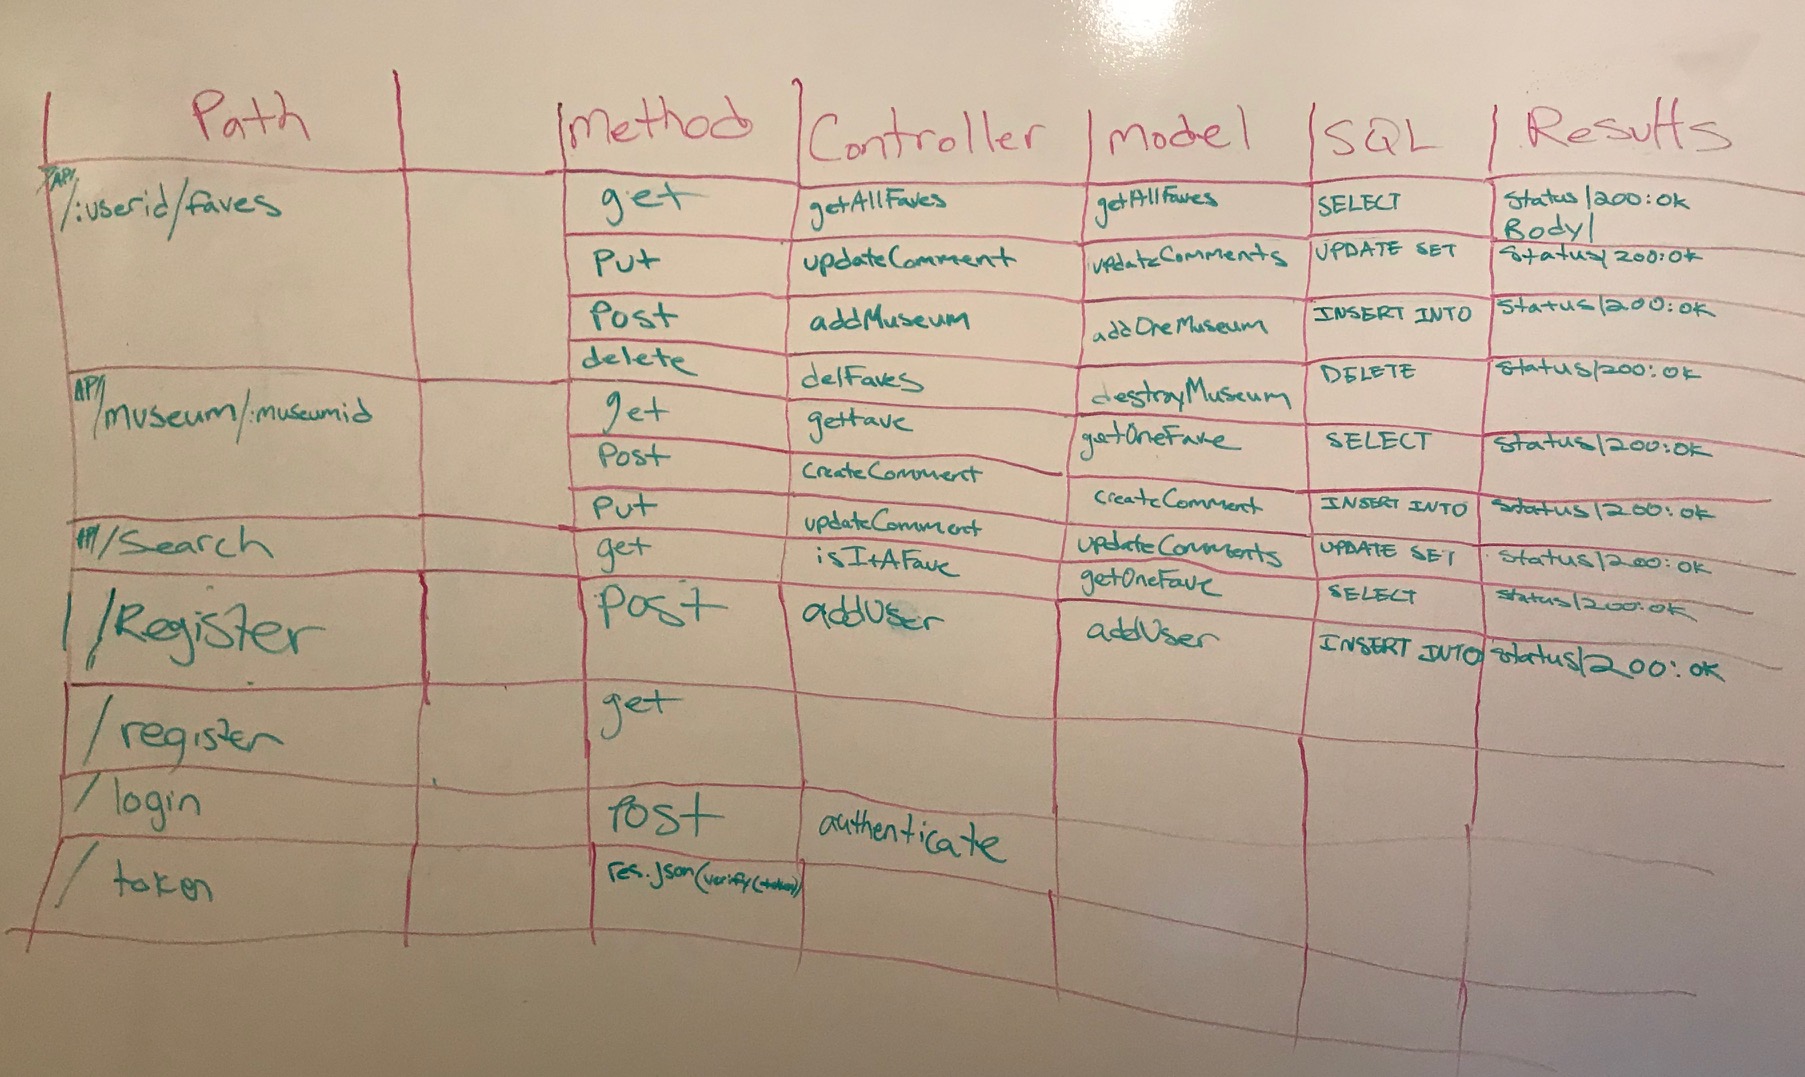 Path Method Controller Model SQL Results
API
/:userid/faves get getAllFaves getAllFaves SELECT Status/200:OK
Body/
Put updateComment updateComments UPDATE SET Status/200:OK
Post addMuseum addOneMuseum INSERT INTO Status/200:OK
delete delFaves destroyMuseum DELETE Status/200:OK
API/
/museum/:museumid get getFave getOneFave SELECT Status/200:OK
Post createComment createComment INSERT INTO Status/200:OK
Put updateComment updateComments UPDATE SET Status/200:OK
API/Search get isItAFave getOneFave SELECT Status/200:OK
/Register Post addUser addUser INSERT INTO Status/200:OK
/register get
/login Post authenticate
/token res.json(verify(token))